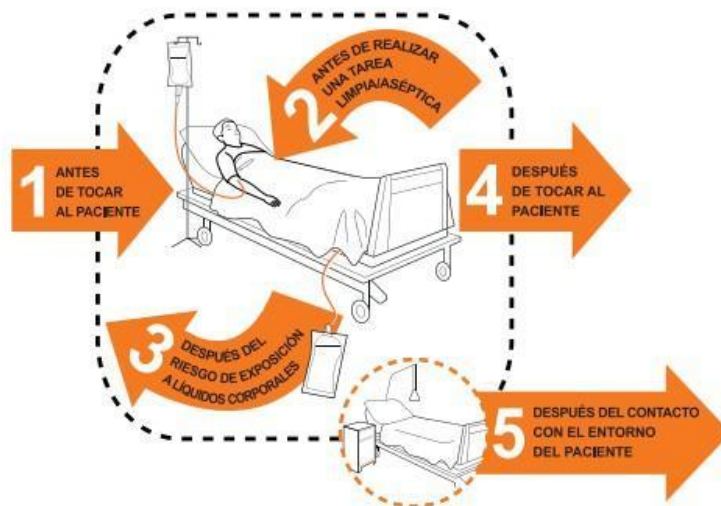 1
ANTES
DE TOCAR
AL PACIENTE
2
ANTES DE REALIZAR
UNA TAREA
LIMPIA/ASÉPTICA
3
DESPUÉS DEL
RIESGO DE EXPOSICIÓN
A LÍQUIDOS CORPORALES
4
DESPUÉS
DE TOCAR AL
PACIENTE
5
DESPUÉS DEL CONTACTO
CON EL ENTORNO
DEL PACIENTE